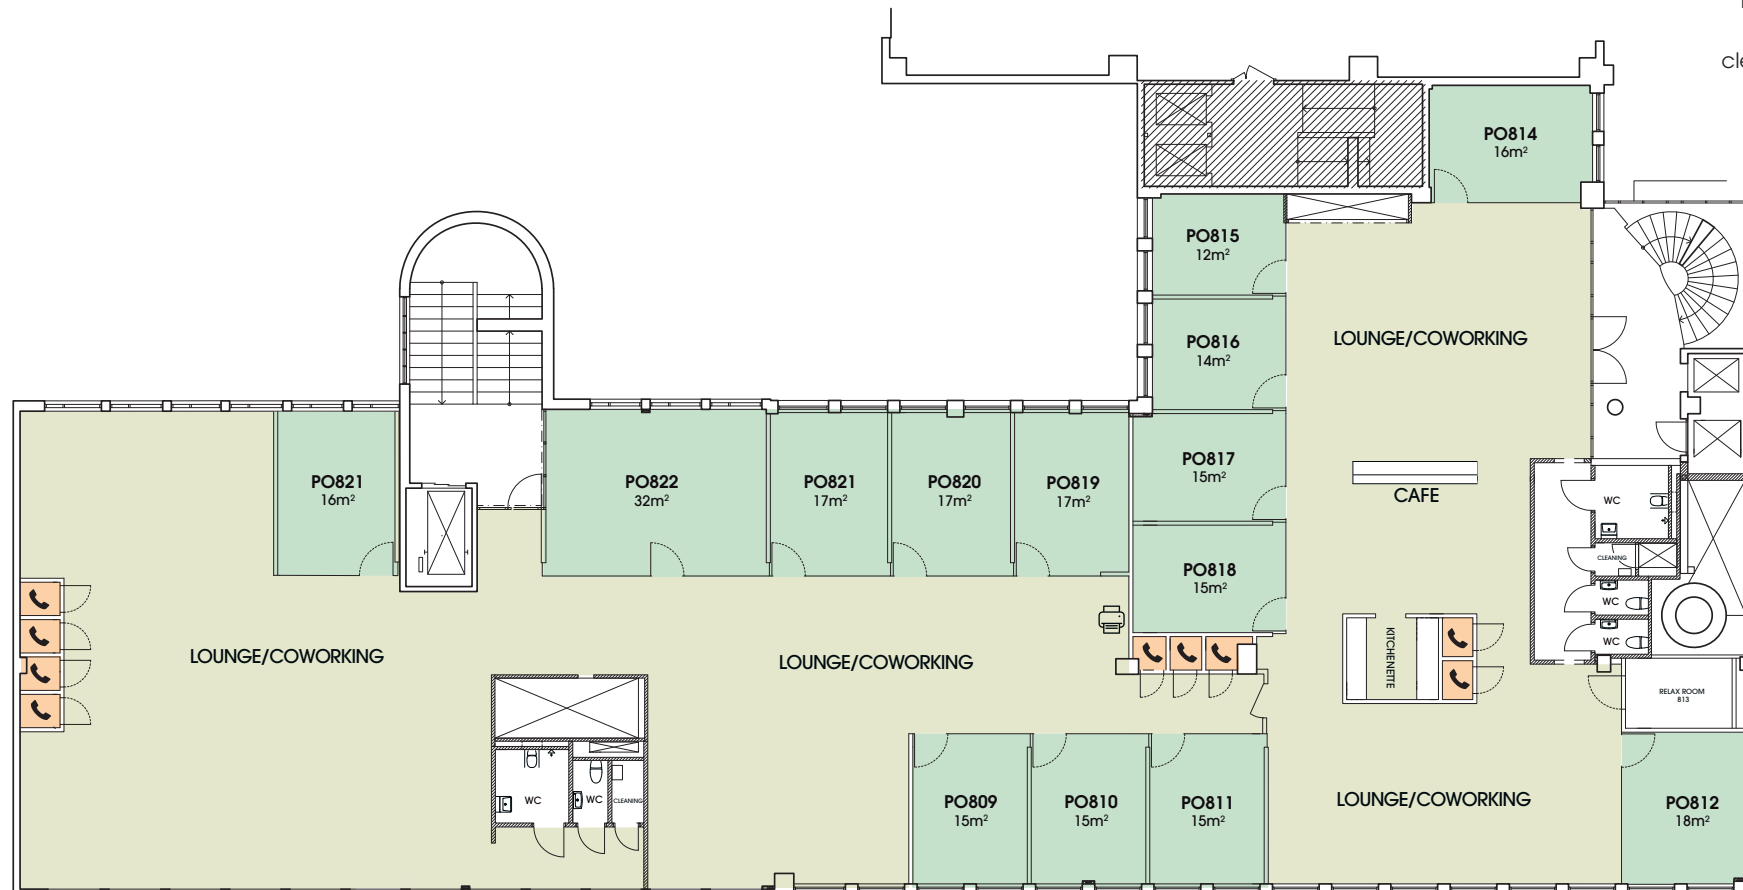 cle
PO814
16m²
PO815
12m²
LOUNGE/COWORKING
PO816
14m²
PO821
16m²
PO822
32m²
PO821
17m²
PO820
17m²
PO819
17m²
PO817
15m²
CAFE
WC
CLEANING
PO818
15m²
WC
WC
LOUNGE/COWORKING
LOUNGE/COWORKING
KITCHENETTE
RELAX ROOM
813
WC
WC
CLEANING
PO809
15m²
PO810
15m²
PO811
15m²
LOUNGE/COWORKING
PO812
18m²